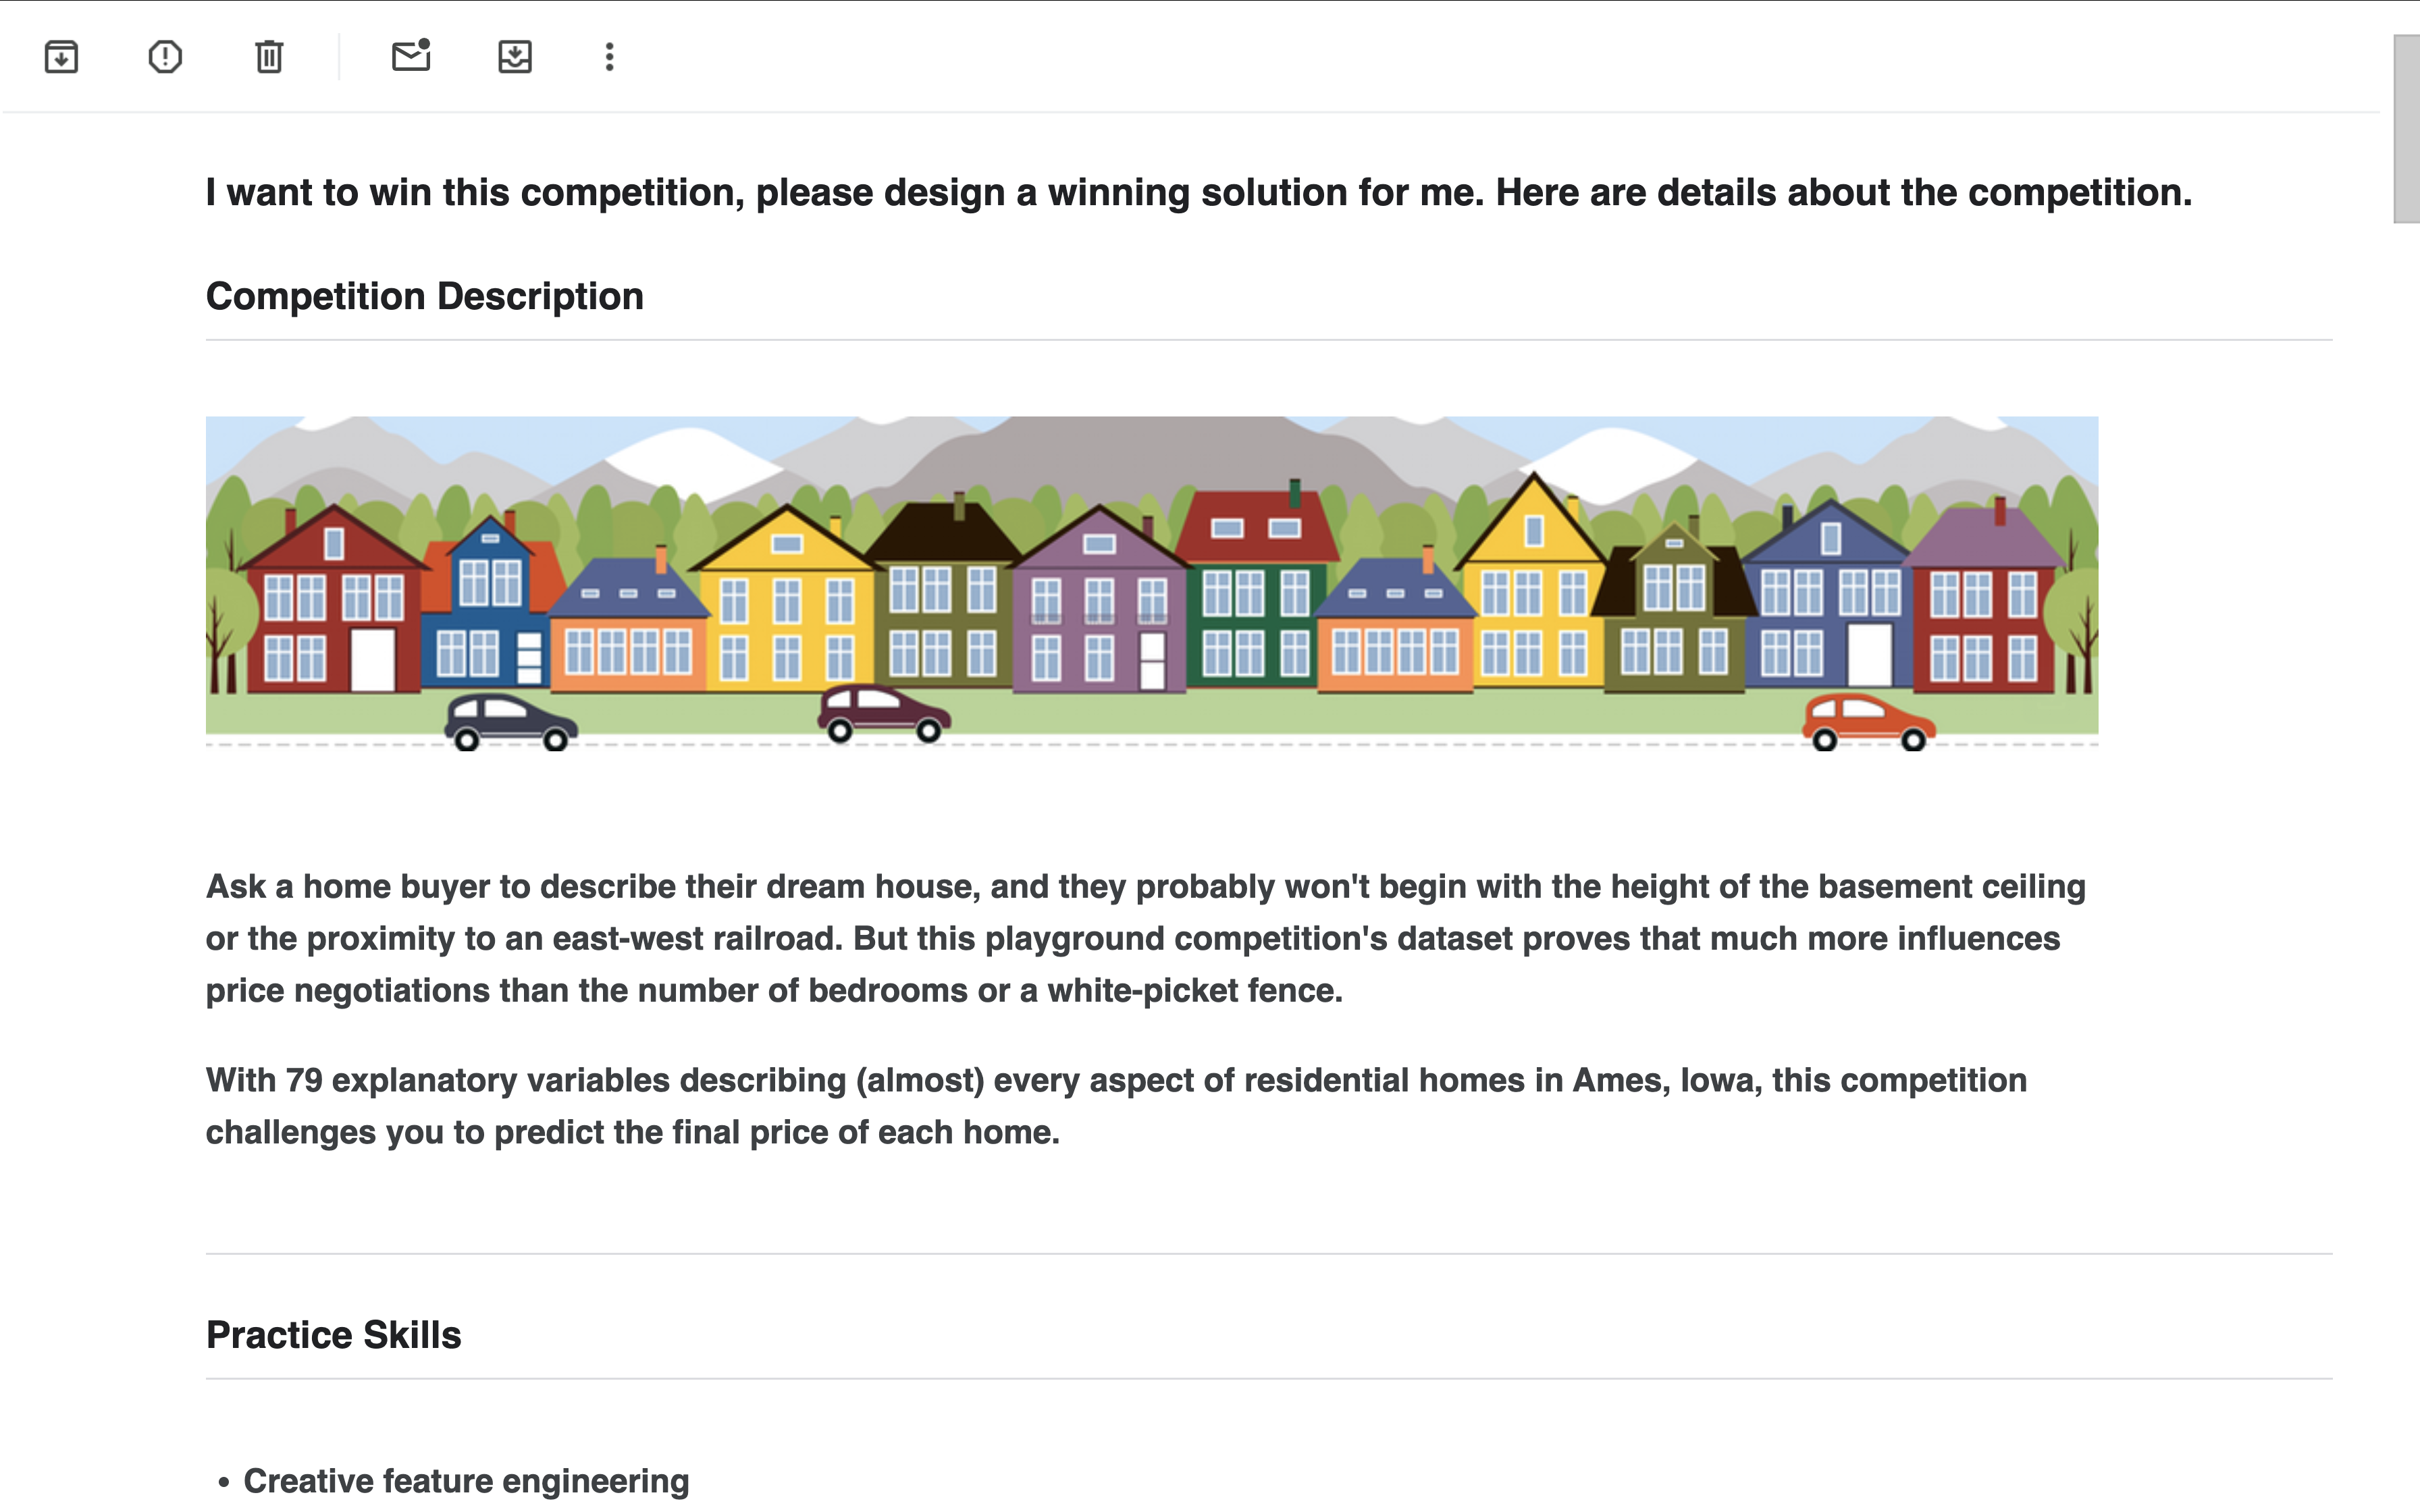 I want to win this competition, please design a winning solution for me. Here are details about the competition.
Competition Description
Ask a home buyer to describe their dream house, and they probably won't begin with the height of the basement ceiling
or the proximity to an east-west railroad. But this playground competition's dataset proves that much more influences
price negotiations than the number of bedrooms or a white-picket fence.
With 79 explanatory variables describing (almost) every aspect of residential homes in Ames, Iowa, this competition
challenges you to predict the final price of each home.
Practice Skills
• Creative feature engineering